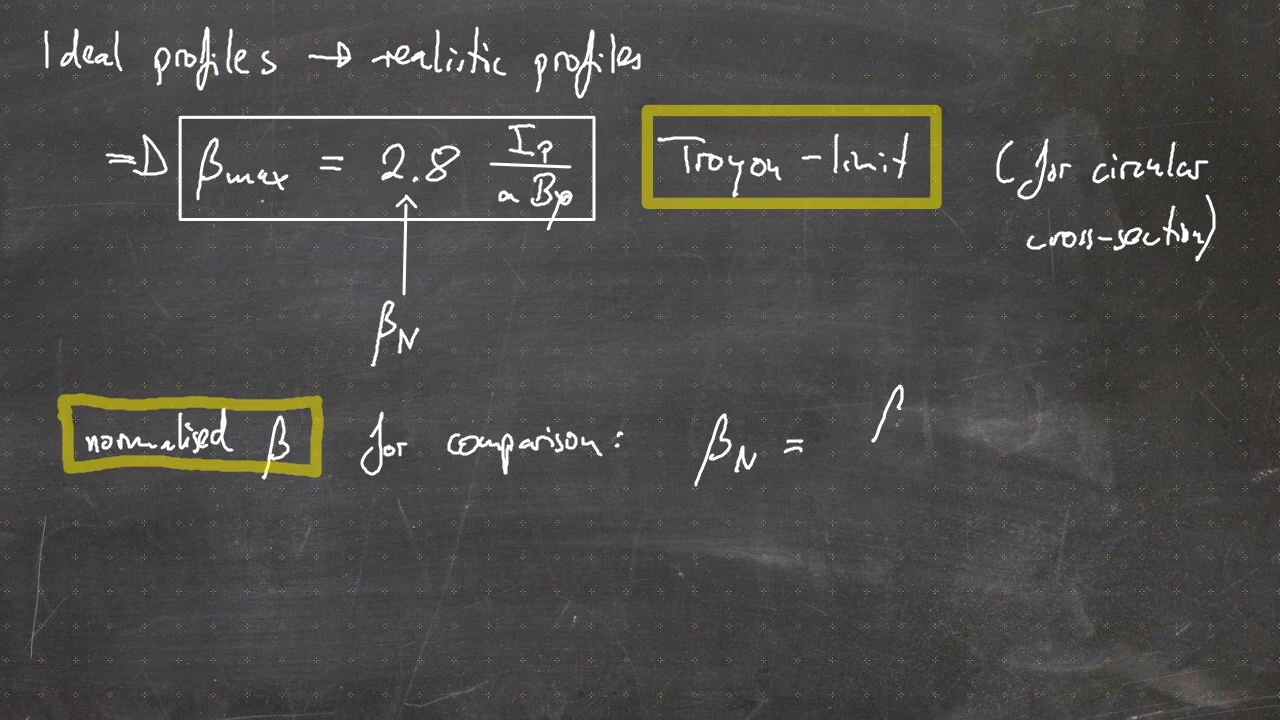 Ideal profiles → realistic profiles
⇒ βmax = 2.8 Ip / a Bφ Troyon-limit (for circular
cross-section)
βN
normalised β for comparison: βN = β